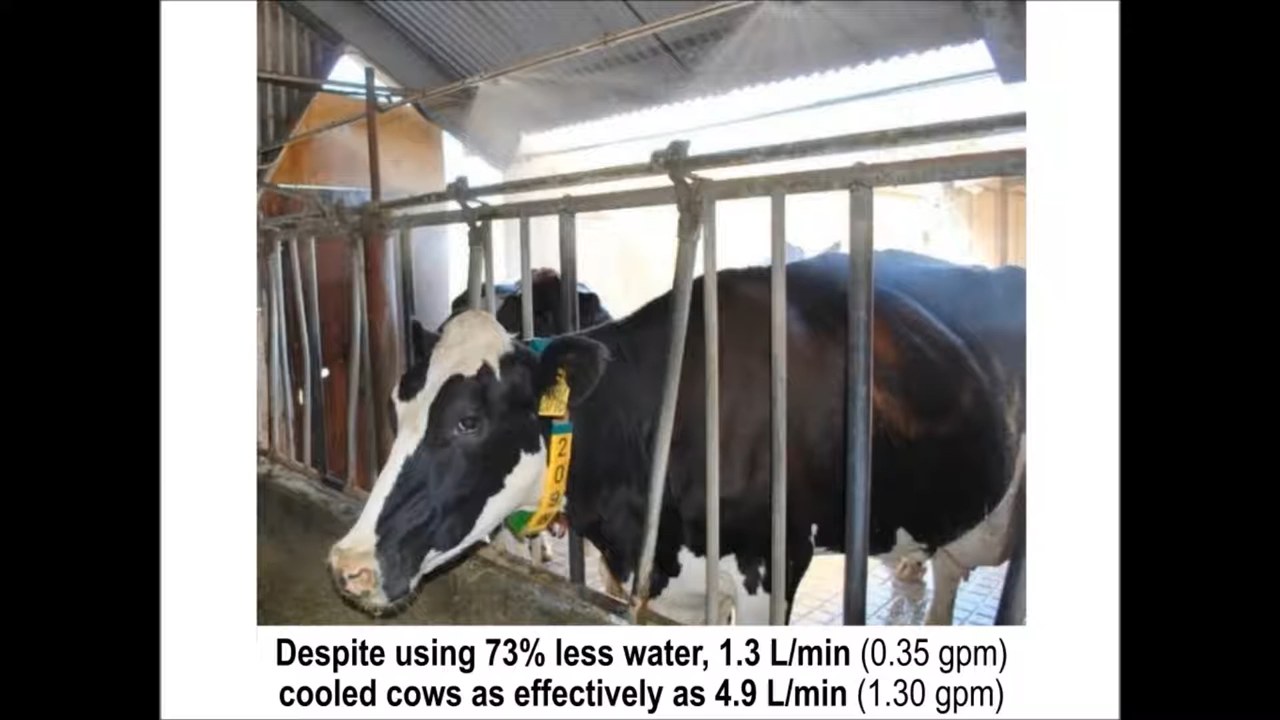 209
Despite using 73% less water, 1.3 L/min (0.35 gpm)
cooled cows as effectively as 4.9 L/min (1.30 gpm)